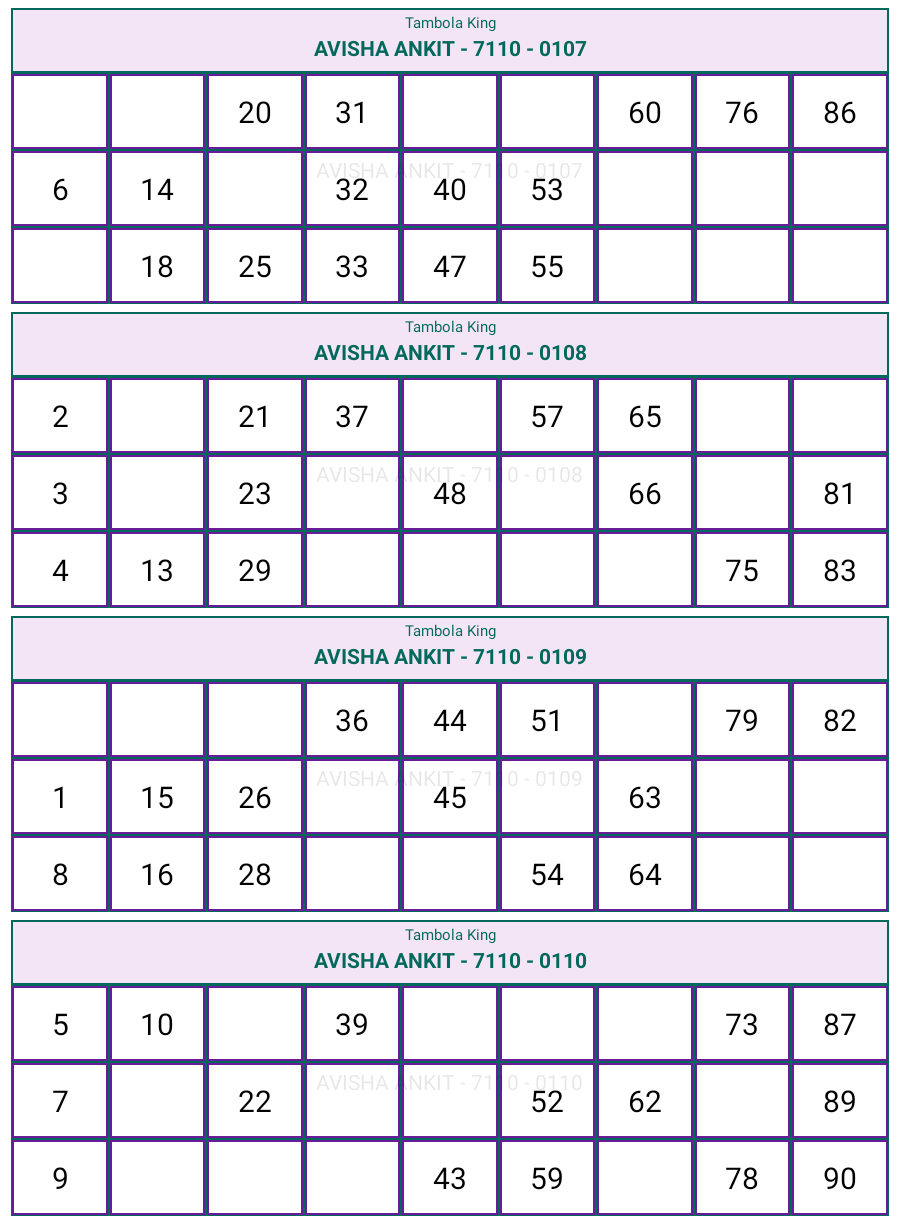 Tambola King
AVISHA ANKIT - 7110 - 0107
20 31 60 76 86
AVISHA ANKIT - 7110 - 0107
6 14 32 40 53
18 25 33 47 55
Tambola King
AVISHA ANKIT - 7110 - 0108
2 21 37 57 65
AVISHA ANKIT - 7110 - 0108
3 23 48 66 81
4 13 29 75 83
Tambola King
AVISHA ANKIT - 7110 - 0109
36 44 51 79 82
AVISHA ANKIT - 7110 - 0109
1 15 26 45 63
8 16 28 54 64
Tambola King
AVISHA ANKIT - 7110 - 0110
5 10 39 73 87
AVISHA ANKIT - 7110 - 0110
7 22 52 62 89
9 43 59 78 90